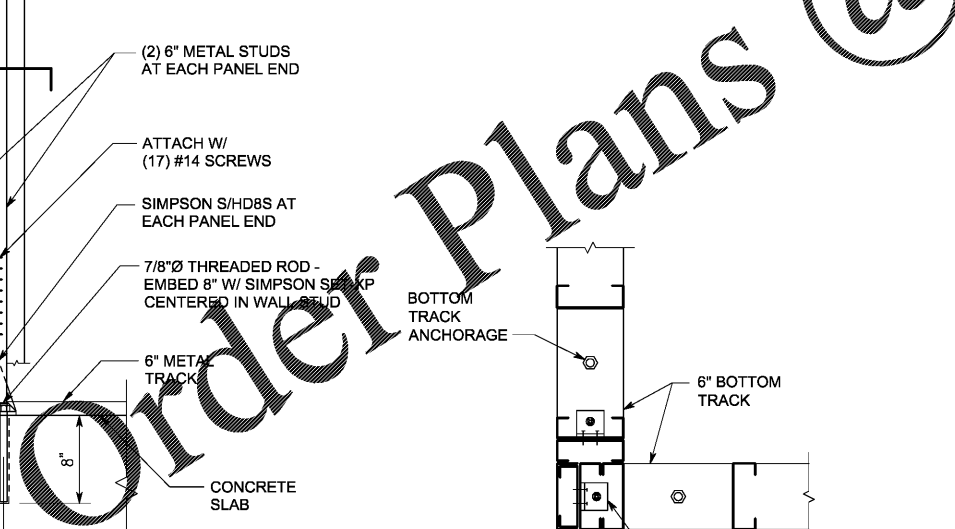 (2) 6" METAL STUDS
AT EACH PANEL END
ATTACH W/
(17) #14 SCREWS
SIMPSON S/HD8S AT
EACH PANEL END
7/8"Ø THREADED ROD -
EMBED 8" W/ SIMPSON SET-XP
CENTERED IN WALL STUD
6" METAL
TRACK
8"
CONCRETE
SLAB
BOTTOM
TRACK
ANCHORAGE
6" BOTTOM
TRACK
Order Plans @